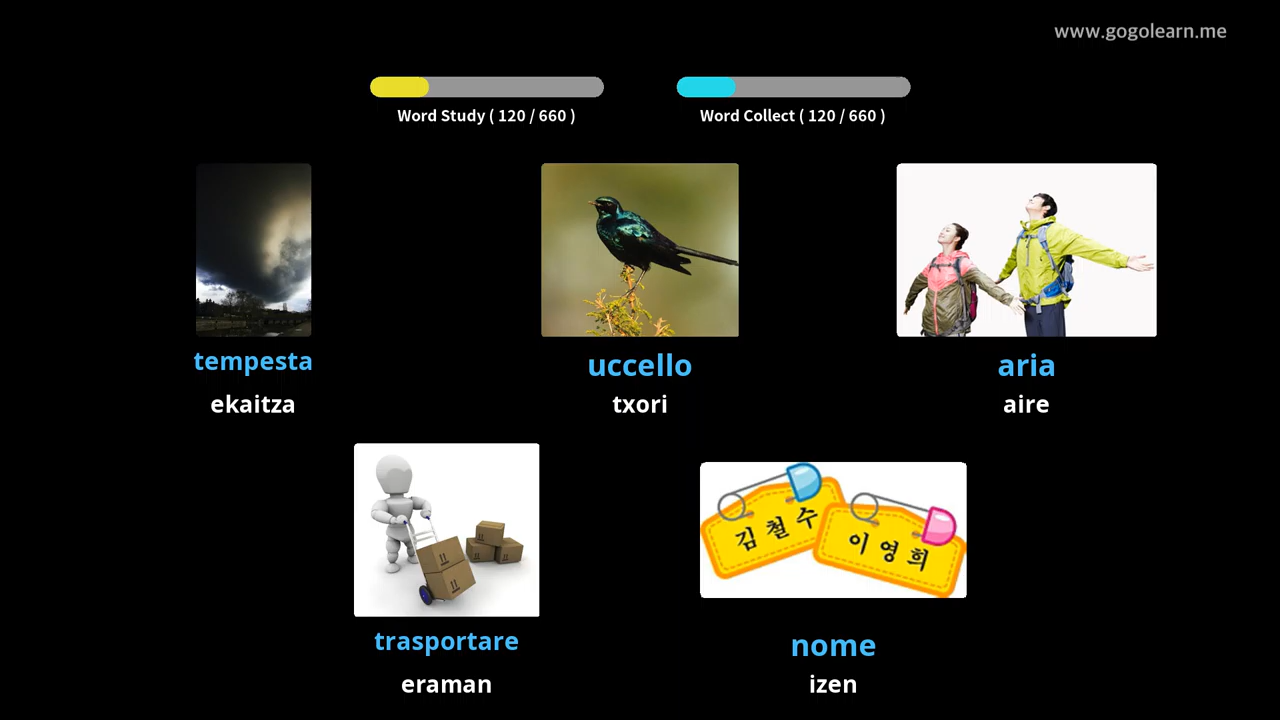 www.gogolearn.me
Word Study ( 120 / 660 )
Word Collect ( 120 / 660 )
tempesta
ekaitza
uccello
txori
aria
aire
김철수
이영희
trasportare
eraman
nome
izen